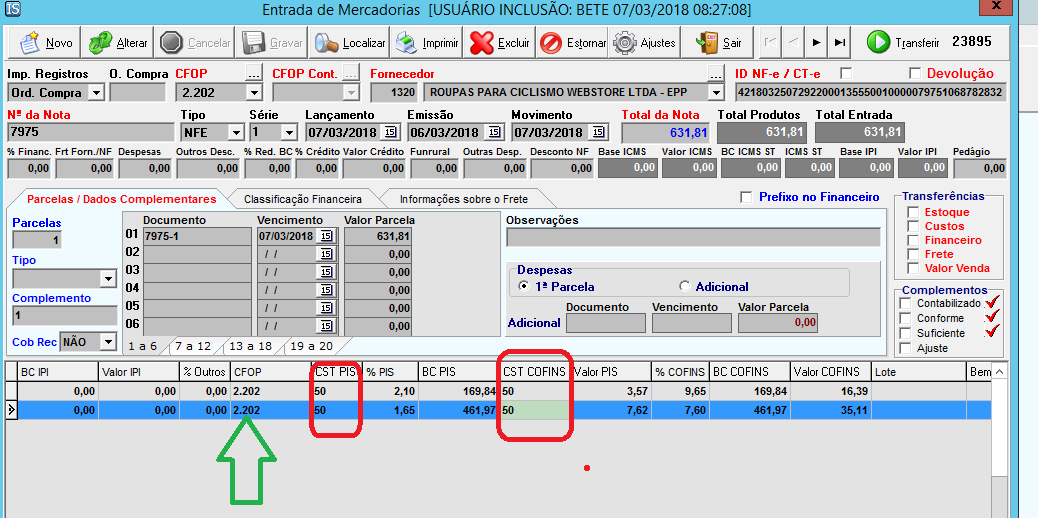 IS Entrada de Mercadorias [USUÁRIO INCLUSÃO: BETE 07/03/2018 08:27:08] x
Novo Alterar Cancelar Gravar Localizar Imprimir Excluir Estornar Ajustes Sair Transferir 23895
Imp. Registros O. Compra CFOP ... CFOP Cont. ... Fornecedor ... ID NF-e / CT-e Devolução
Ord. Compra 2.202 1320 ROUPAS PARA CICLISMO WEBSTORE LTDA - EPP 42180325072922000135550010000079751068782832
Nº da Nota Tipo Série Lançamento Emissão Movimento Total da Nota Total Produtos Total Entrada
7975 NFE 1 07/03/2018 15 06/03/2018 15 07/03/2018 15 631,81 631,81 631,81
% Financ. Frt Forn./NF Despesas Outros Desc. % Red. BC % Crédito Valor Crédito Funrural Outras Desp. Desconto NF Base ICMS Valor ICMS BC ICMS ST ICMS ST Base IPI Valor IPI Pedágio
0,00 0,00 0,00 0,00 0,00 0,00 0,00 0,00 0,00 0,00 0,00 0,00 0,00 0,00 0,00 0,00 0,00
Parcelas / Dados Complementares Classificação Financeira Informações sobre o Frete Prefixo no Financeiro
Parcelas
1
Tipo
Complemento
1
Cob Rec NÃO
Documento Vencimento Valor Parcela
01 7975-1 07/03/2018 15 631,81
02 / / 15 0,00
03 / / 15 0,00
04 / / 15 0,00
05 / / 15 0,00
06 / / 15 0,00
1 a 6 7 a 12 13 a 18 19 a 20
Observações
Despesas
1ª Parcela Adicional
Documento Vencimento Valor Parcela
Adicional 0,00
Transferências
Estoque
Custos
Financeiro
Frete
Valor Venda
Complementos
Contabilizado
Conforme
Suficiente
Ajuste
BC IPI Valor IPI % Outros CFOP CST PIS % PIS BC PIS CST COFINS Valor PIS % COFINS BC COFINS Valor COFINS Lote Bem
0,00 0,00 0,00 2.202 50 2,10 169,84 50 3,57 9,65 169,84 16,39
0,00 0,00 0,00 2.202 50 1,65 461,97 50 7,62 7,60 461,97 35,11